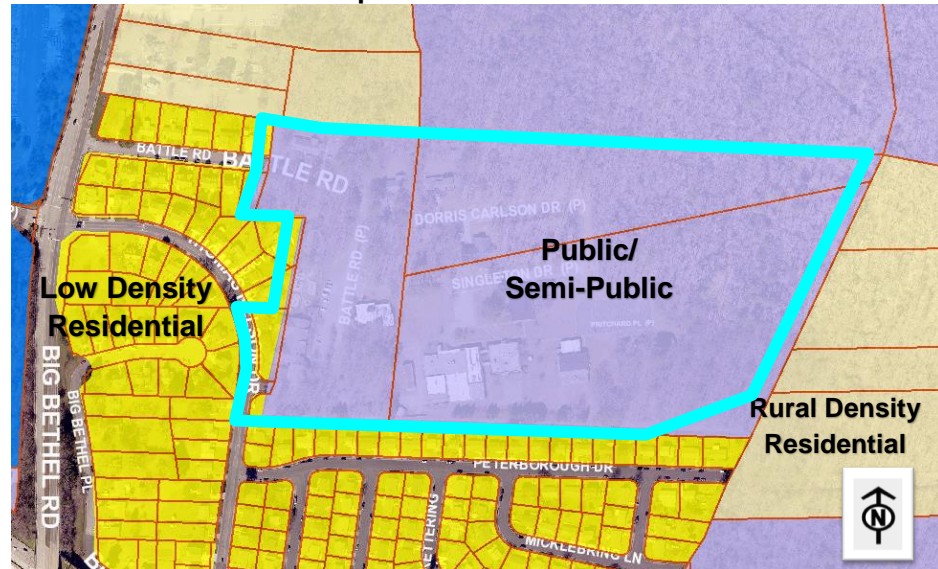 BATTLE RD
BATTLE RD
DORRIS CARLSON DR (P)
BATTLE RD (P)
SINGLETON DR (P)
Public/
Semi-Public
PRITCHARD PL (P)
Low Density
Residential
BIG BETHEL RD
BIG BETHEL PL
Rural Density
Residential
PETERBOROUGH DR
KETTERING
MICKLEBRING LN
N